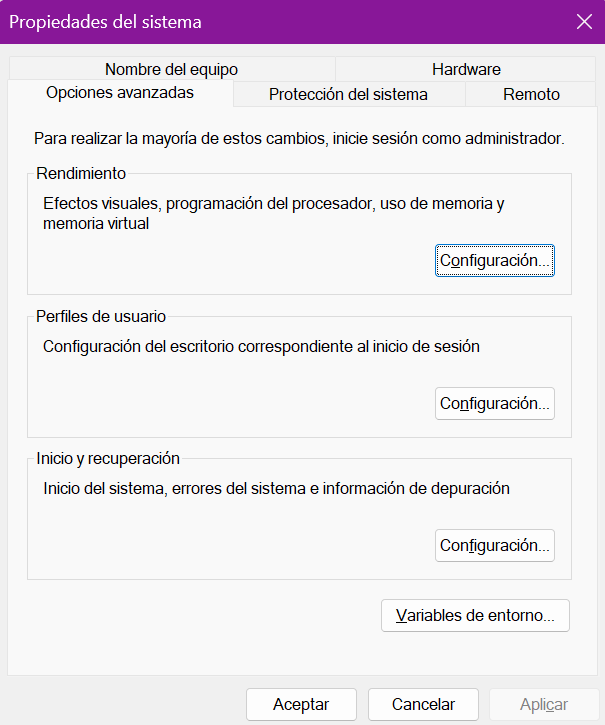 Propiedades del sistema
Nombre del equipo
Hardware
Opciones avanzadas
Protección del sistema
Remoto
Para realizar la mayoría de estos cambios, inicie sesión como administrador.
Rendimiento
Efectos visuales, programación del procesador, uso de memoria y
memoria virtual
Configuración...
Perfiles de usuario
Configuración del escritorio correspondiente al inicio de sesión
Configuración...
Inicio y recuperación
Inicio del sistema, errores del sistema e información de depuración
Configuración...
Variables de entorno...
Aceptar
Cancelar
Aplicar